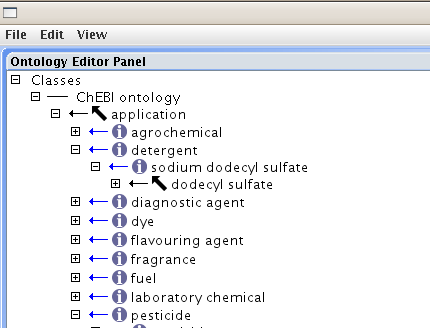 File Edit View
Ontology Editor Panel
Classes
ChEBI ontology
application
agrochemical
detergent
sodium dodecyl sulfate
dodecyl sulfate
diagnostic agent
dye
flavouring agent
fragrance
fuel
laboratory chemical
pesticide